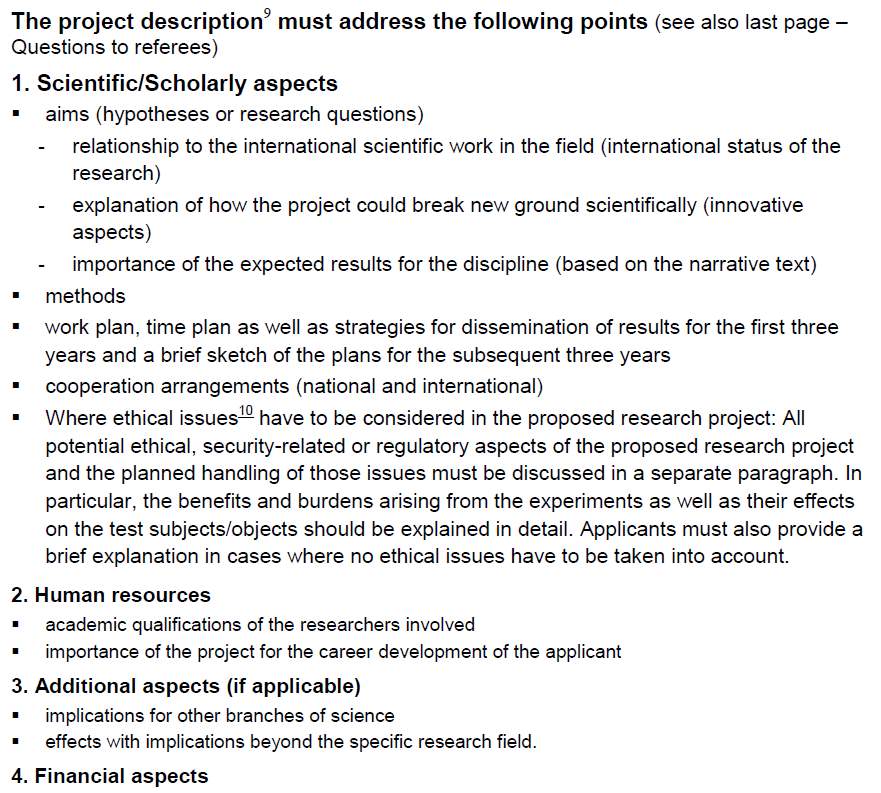 The project description9 must address the following points (see also last page –
Questions to referees)
1. Scientific/Scholarly aspects
▪ aims (hypotheses or research questions)
- relationship to the international scientific work in the field (international status of the
research)
- explanation of how the project could break new ground scientifically (innovative
aspects)
- importance of the expected results for the discipline (based on the narrative text)
▪ methods
▪ work plan, time plan as well as strategies for dissemination of results for the first three
years and a brief sketch of the plans for the subsequent three years
▪ cooperation arrangements (national and international)
▪ Where ethical issues10 have to be considered in the proposed research project: All
potential ethical, security-related or regulatory aspects of the proposed research project
and the planned handling of those issues must be discussed in a separate paragraph. In
particular, the benefits and burdens arising from the experiments as well as their effects
on the test subjects/objects should be explained in detail. Applicants must also provide a
brief explanation in cases where no ethical issues have to be taken into account.
2. Human resources
▪ academic qualifications of the researchers involved
▪ importance of the project for the career development of the applicant
3. Additional aspects (if applicable)
▪ implications for other branches of science
▪ effects with implications beyond the specific research field.
4. Financial aspects